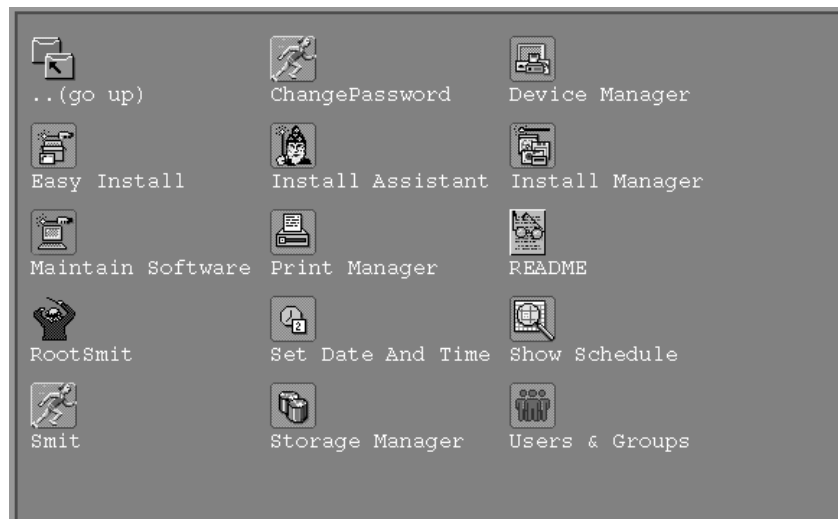 ..(go up)
ChangePassword
Device Manager
Easy Install
Install Assistant
Install Manager
Maintain Software
Print Manager
README
RootSmit
Set Date And Time
Show Schedule
Smit
Storage Manager
Users & Groups